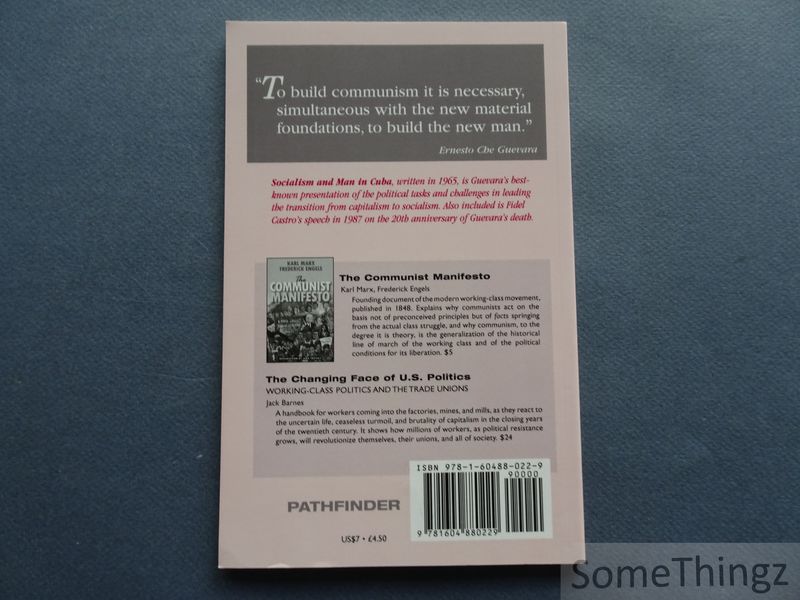 "To build communism it is necessary,
simultaneous with the new material
foundations, to build the new man."
Ernesto Che Guevara
Socialism and Man in Cuba, written in 1965, is Guevara's best-
known presentation of the political tasks and challenges in leading
the transition from capitalism to socialism. Also included is Fidel
Castro's speech in 1987 on the 20th anniversary of Guevara's death.
KARL MARX
FREDERICK ENGELS
The
COMMUNIST
MANIFESTO
The Communist Manifesto
Karl Marx, Frederick Engels
Founding document of the modern working-class movement,
published in 1848. Explains why communists act on the
basis not of preconceived principles but of facts springing
from the actual class struggle, and why communism, to the
degree it is theory, is the generalization of the historical
line of march of the working class and of the political
conditions for its liberation. $5
The Changing Face of U.S. Politics
WORKING-CLASS POLITICS AND THE TRADE UNIONS
Jack Barnes
A handbook for workers coming into the factories, mines, and mills, as they react to
the uncertain life, ceaseless turmoil, and brutality of capitalism in the closing years
of the twentieth century. It shows how millions of workers, as political resistance
grows, will revolutionize themselves, their unions, and all of society. $24
ISBN 978-1-60488-022-9
90000
9 781604 880229
PATHFINDER
US$7 • £4.50
SomeThingz